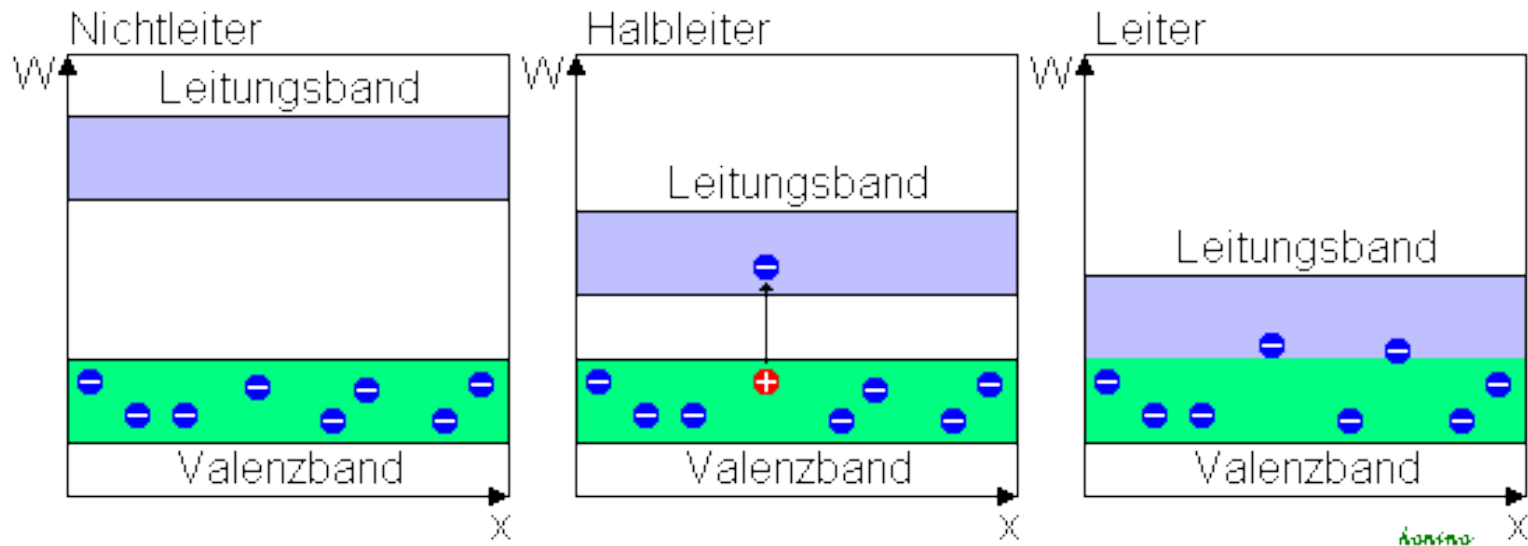 Nichtleiter
W
Leitungsband
Valenzband
X
Halbleiter
W
Leitungsband
Valenzband
X
Leiter
W
Leitungsband
Valenzband
X